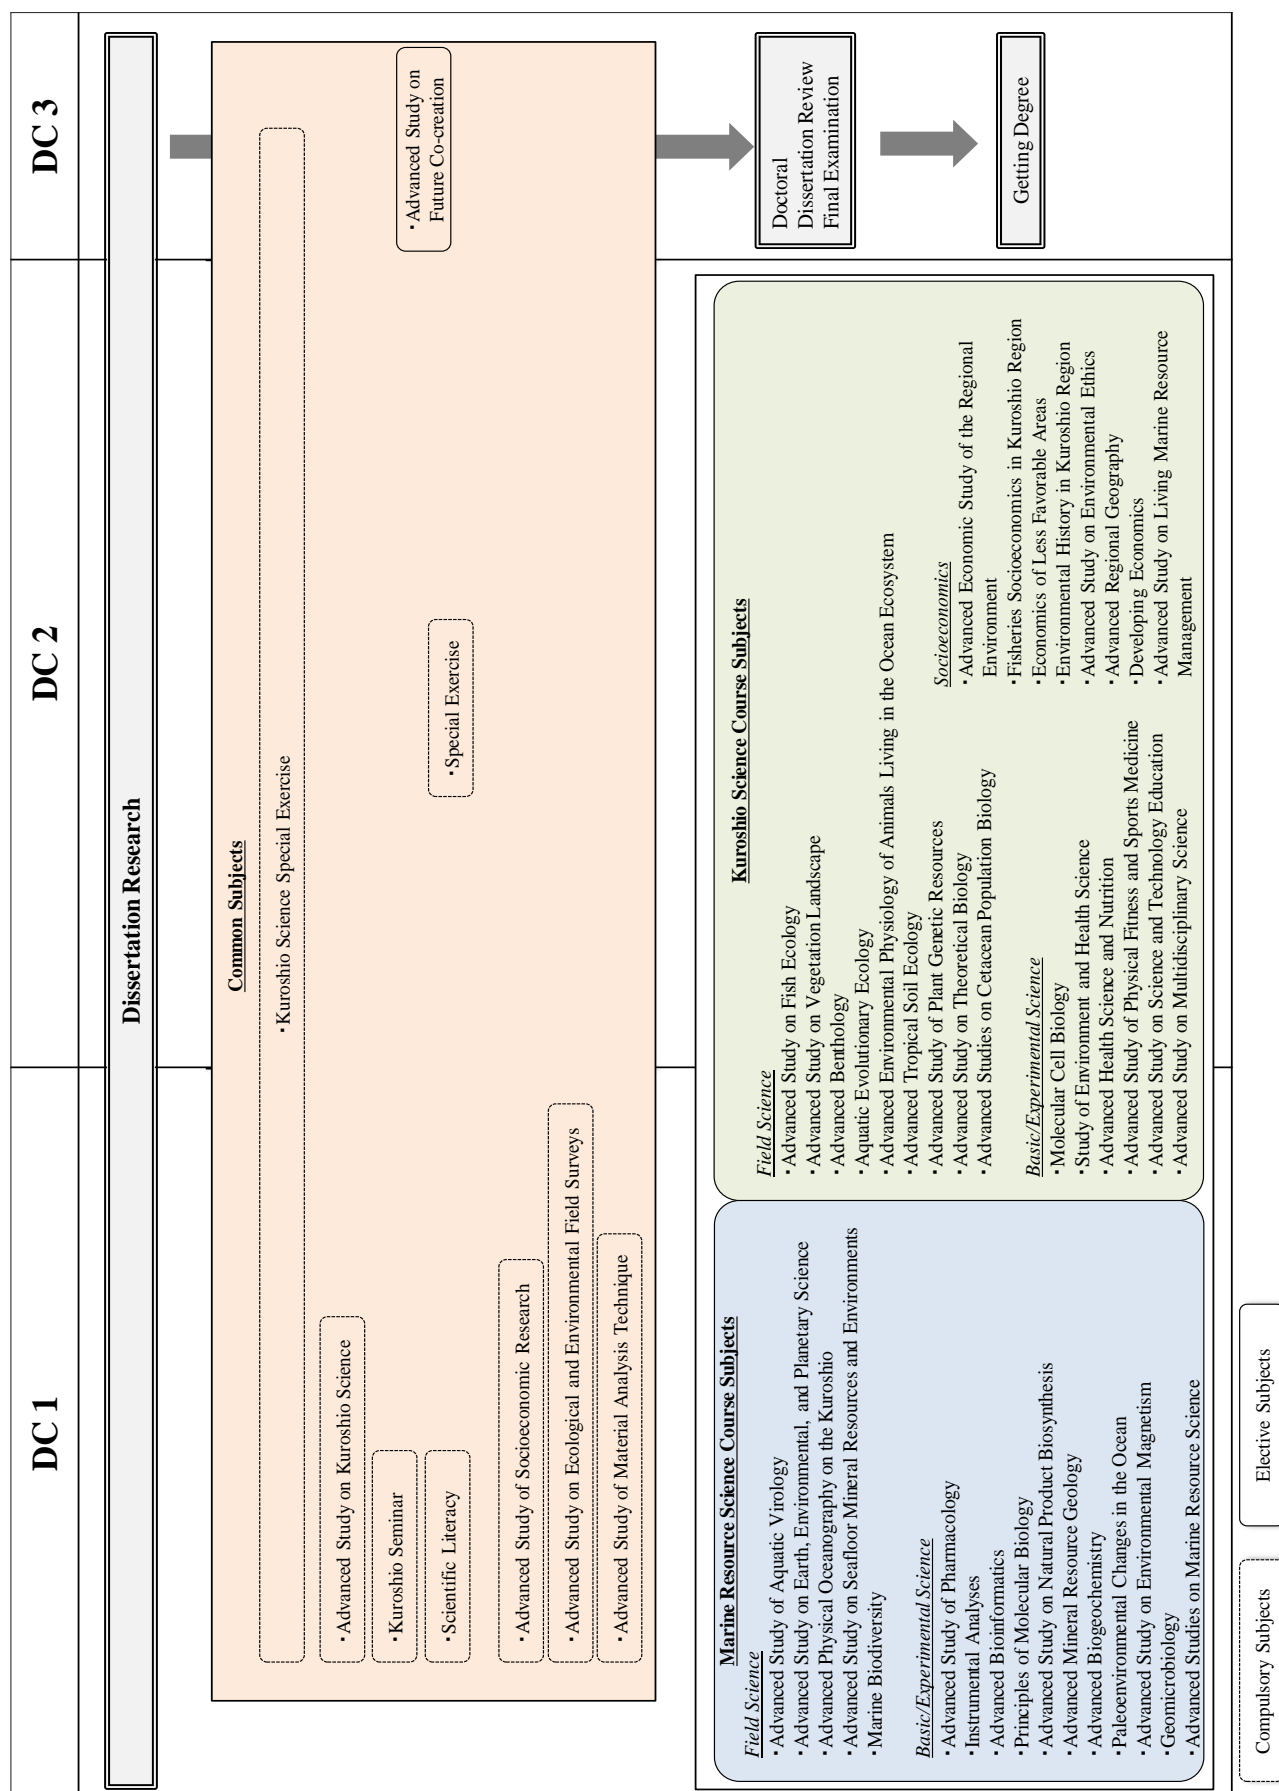 DC 1
DC 2
DC 3
Dissertation Research
Common Subjects
▪Kuroshio Science Special Exercise
▪Advanced Study on Kuroshio Science
▪Kuroshio Seminar
▪Scientific Literacy
▪Special Exercise
▪Advanced Study on
Future Co-creation
▪Advanced Study of Socioeconomic Research
▪Advanced Study on Ecological and Environmental Field Surveys
▪Advanced Study of Material Analysis Technique
Marine Resource Science Course Subjects
Field Science
▪Advanced Study of Aquatic Virology
▪Advanced Study on Earth, Environmental, and Planetary Science
▪Advanced Physical Oceanography on the Kuroshio
▪Advanced Study on Seafloor Mineral Resources and Environments
▪Marine Biodiversity
Basic/Experimental Science
▪Advanced Study of Pharmacology
▪Instrumental Analyses
▪Advanced Bioinformatics
▪Principles of Molecular Biology
▪Advanced Study on Natural Product Biosynthesis
▪Advanced Mineral Resource Geology
▪Advanced Biogeochemistry
▪Paleoenvironmental Changes in the Ocean
▪Advanced Study on Environmental Magnetism
▪Geomicrobiology
▪Advanced Studies on Marine Resource Science
Kuroshio Science Course Subjects
Field Science
▪Advanced Study on Fish Ecology
▪Advanced Study on Vegetation Landscape
▪Advanced Benthology
▪Aquatic Evolutionary Ecology
▪Advanced Environmental Physiology of Animals Living in the Ocean Ecosystem
▪Advanced Tropical Soil Ecology
▪Advanced Study of Plant Genetic Resources
▪Advanced Study on Theoretical Biology
▪Advanced Studies on Cetacean Population Biology
Basic/Experimental Science
▪Molecular Cell Biology
▪Study of Environment and Health Science
▪Advanced Health Science and Nutrition
▪Advanced Study of Physical Fitness and Sports Medicine
▪Advanced Study on Science and Technology Education
▪Advanced Study on Multidisciplinary Science
Socioeconomics
▪Advanced Economic Study of the Regional
Environment
▪Fisheries Socioeconomics in Kuroshio Region
▪Economics of Less Favorable Areas
▪Environmental History in Kuroshio Region
▪Advanced Study on Environmental Ethics
▪Advanced Regional Geography
▪Developing Economics
▪Advanced Study on Living Marine Resource
Management
Doctoral
Dissertation Review
Final Examination
Getting Degree
Compulsory Subjects
Elective Subjects